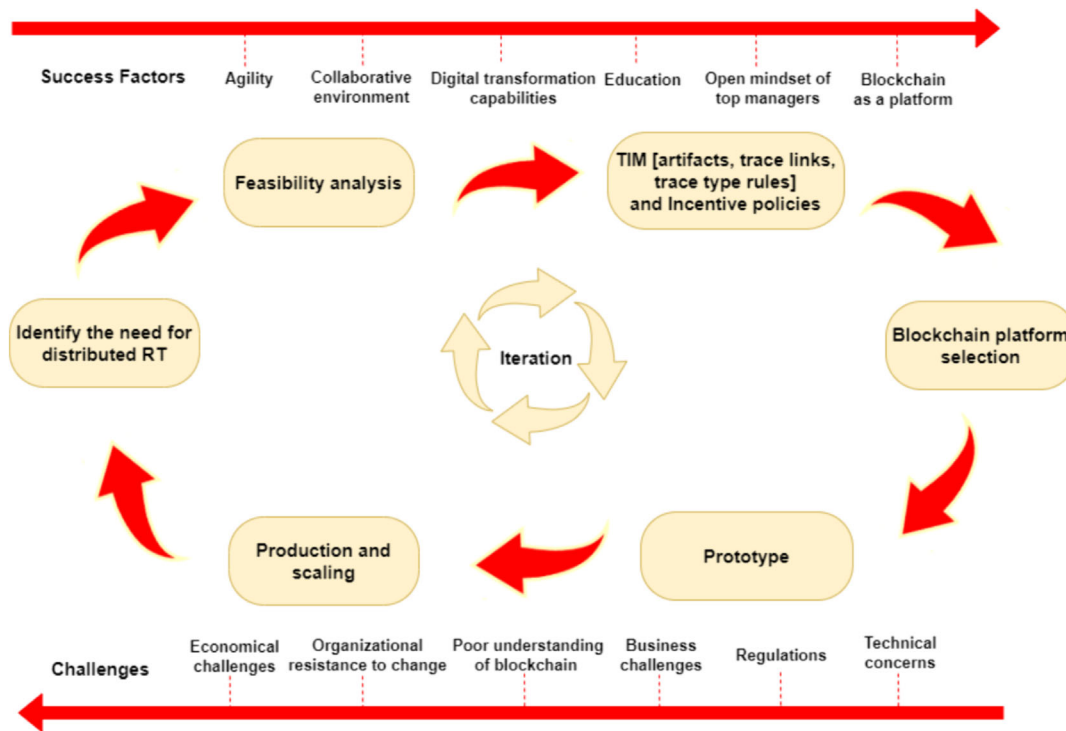 Success Factors
Agility
Collaborative
environment
Digital transformation
capabilities
Education
Open mindset of
top managers
Blockchain
as a platform
Feasibility analysis
TIM [artifacts, trace links,
trace type rules]
and Incentive policies
Identify the need for
distributed RT
Iteration
Blockchain platform
selection
Production and
scaling
Prototype
Challenges
Economical
challenges
Organizational
resistance to change
Poor understanding
of blockchain
Business
challenges
Regulations
Technical
concerns